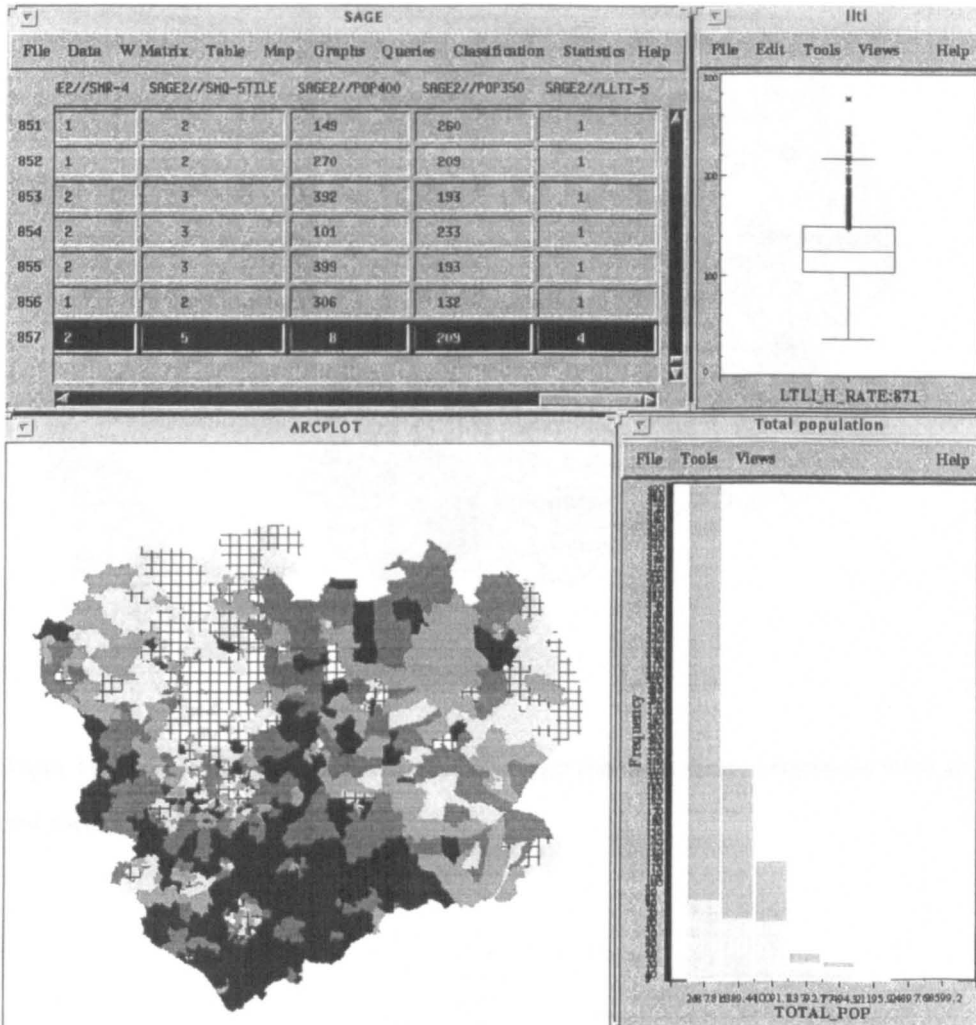 SAGE
File Data W Matrix Table Map Graphs Queries Classification Statistics Help
E2//SMR-4 SAGE2//SMQ-5TILE SAGE2//POP400 SAGE2//POP350 SAGE2//LLTI-5
851 1 2 149 260 1
852 1 2 270 209 1
853 2 3 392 193 1
854 2 3 101 233 1
855 2 3 399 193 1
856 1 2 306 132 1
857 2 5 8 209 4
llti
File Edit Tools Views Help
300
200
100
0
LTLI_H_RATE:871
ARCPLOT
Total population
File Tools Views Help
Frequency
TOTAL_POP